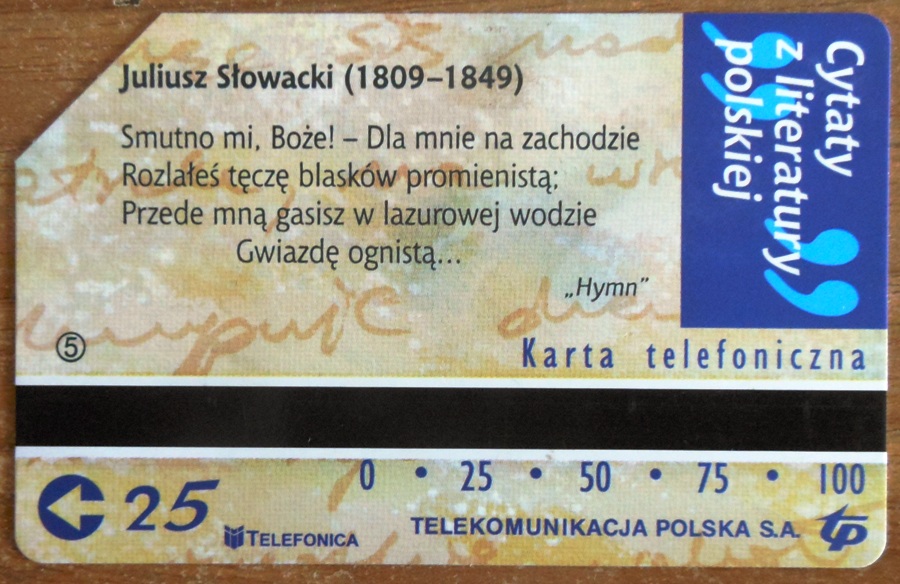 Juliusz Słowacki (1809–1849)
Smutno mi, Boże! – Dla mnie na zachodzie
Rozlałeś tęczę blasków promienistą;
Przede mną gasisz w lazurowej wodzie
Gwiazdę ognistą...
„Hymn”
Cytaty
z literatury
polskiej
5
Karta telefoniczna
0 • 25 • 50 • 75 • 100
25
TELEFONICA
TELEKOMUNIKACJA POLSKA S.A.
tp